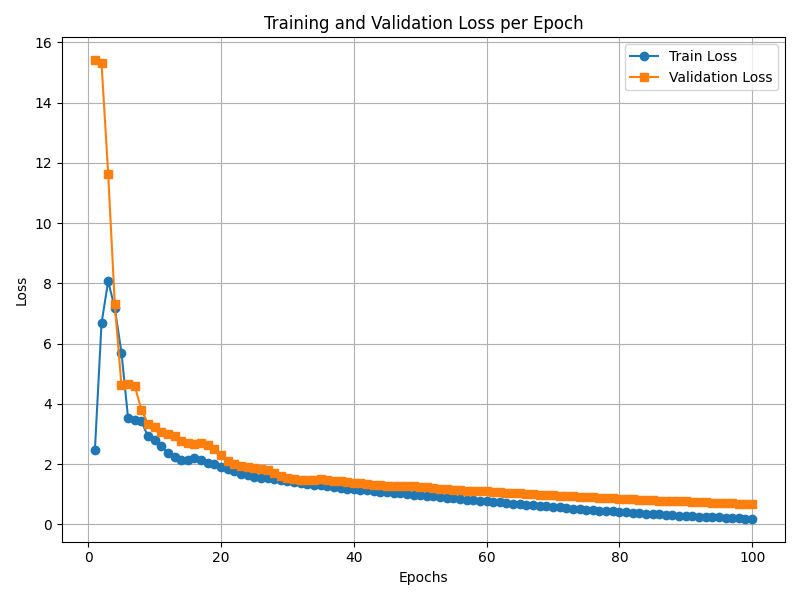 Training and Validation Loss per Epoch
Train Loss
Validation Loss
16
14
12
10
8
6
4
2
0
Loss
0 20 40 60 80 100
Epochs